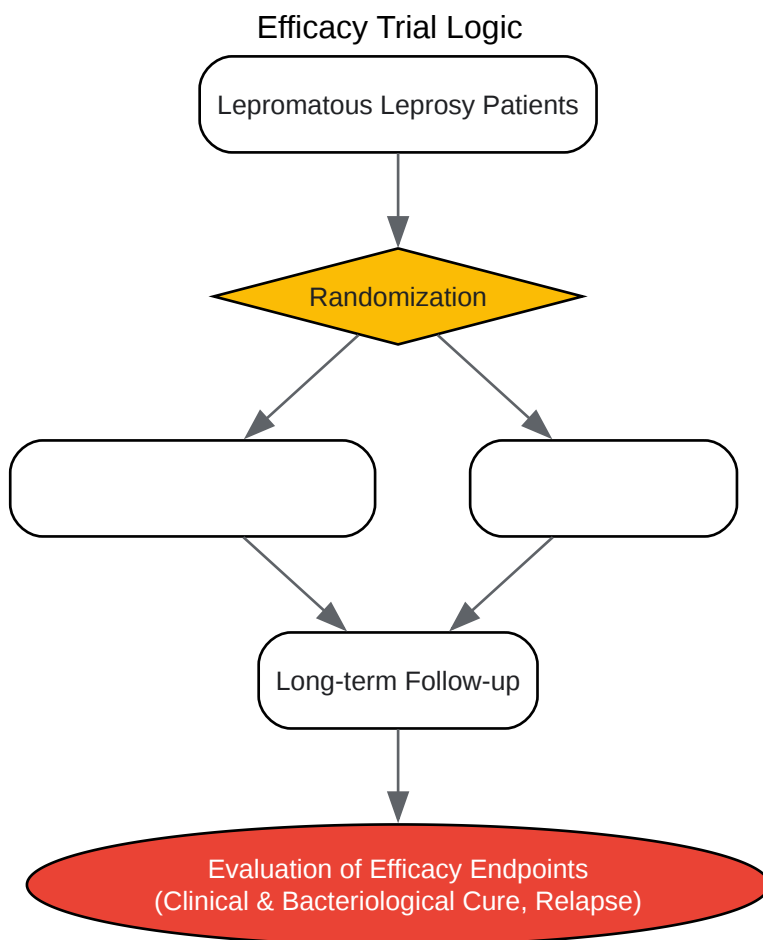 Efficacy Trial Logic
Lepromatous Leprosy Patients
Randomization
Long-term Follow-up
Evaluation of Efficacy Endpoints
(Clinical & Bacteriological Cure, Relapse)